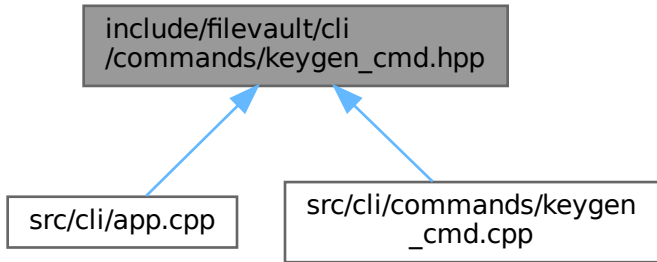 include/filevault/cli
/commands/keygen_cmd.hpp
src/cli/app.cpp
src/cli/commands/keygen
_cmd.cpp